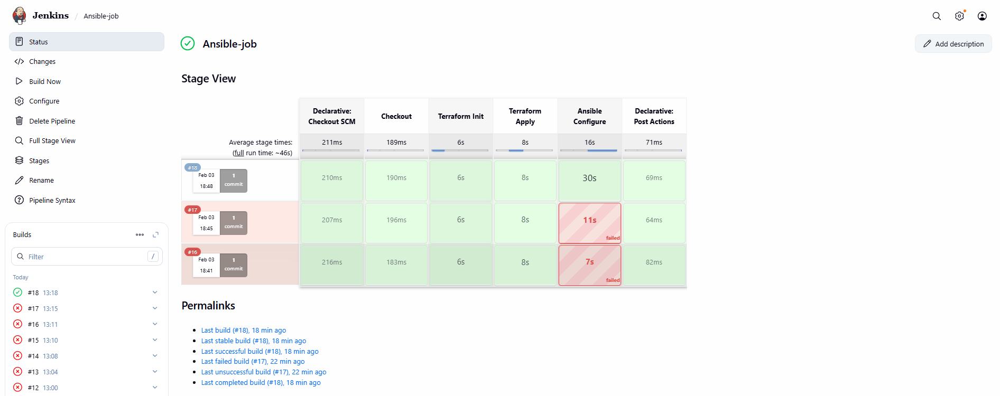 Jenkins / Ansible-job
Status
Changes
Build Now
Configure
Delete Pipeline
Full Stage View
Stages
Rename
Pipeline Syntax
Builds
Filter
/
Today
#18 13:18
#17 13:15
#16 13:11
#15 13:10
#14 13:08
#13 13:04
#12 13:00
Ansible-job
Add description
Stage View
Declarative:
Checkout SCM
Checkout
Terraform Init
Terraform
Apply
Ansible
Configure
Declarative:
Post Actions
Average stage times:
(full run time: ~46s)
211ms
189ms
6s
8s
16s
71ms
#18
Feb 03
18:48
1
commit
210ms
190ms
6s
8s
30s
69ms
#17
Feb 03
18:45
1
commit
207ms
196ms
6s
8s
11s
failed
64ms
#16
Feb 03
18:41
1
commit
216ms
183ms
6s
8s
7s
failed
82ms
Permalinks
Last build (#18), 18 min ago
Last stable build (#18), 18 min ago
Last successful build (#18), 18 min ago
Last failed build (#17), 22 min ago
Last unsuccessful build (#17), 22 min ago
Last completed build (#18), 18 min ago